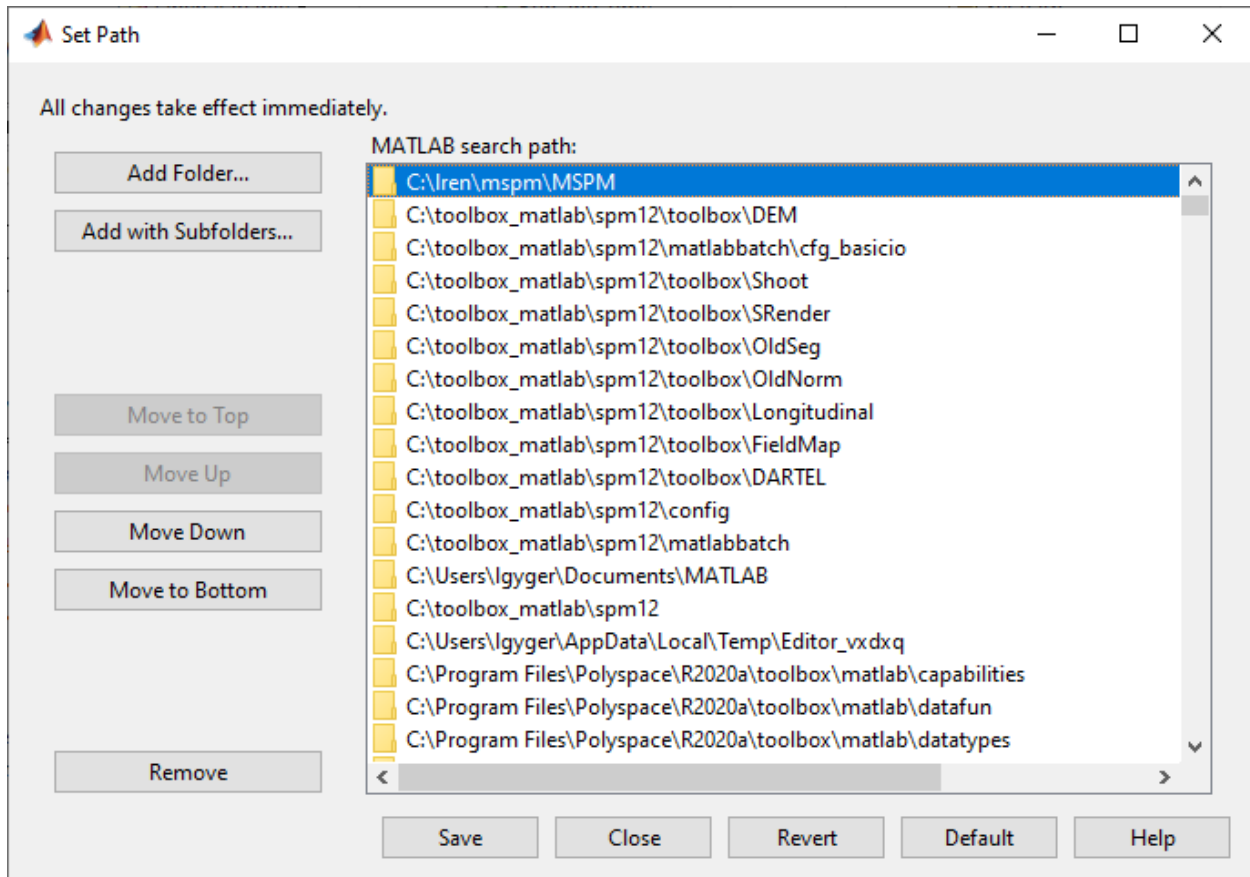 Set Path
All changes take effect immediately.
MATLAB search path:
Add Folder...
Add with Subfolders...
Move to Top
Move Up
Move Down
Move to Bottom
Remove
C:\Iren\mspm\MSPM
C:\toolbox_matlab\spm12\toolbox\DEM
C:\toolbox_matlab\spm12\matlabbatch\cfg_basicio
C:\toolbox_matlab\spm12\toolbox\Shoot
C:\toolbox_matlab\spm12\toolbox\SRender
C:\toolbox_matlab\spm12\toolbox\OldSeg
C:\toolbox_matlab\spm12\toolbox\OldNorm
C:\toolbox_matlab\spm12\toolbox\Longitudinal
C:\toolbox_matlab\spm12\toolbox\FieldMap
C:\toolbox_matlab\spm12\toolbox\DARTEL
C:\toolbox_matlab\spm12\config
C:\toolbox_matlab\spm12\matlabbatch
C:\Users\lgyger\Documents\MATLAB
C:\toolbox_matlab\spm12
C:\Users\lgyger\AppData\Local\Temp\Editor_vxdxq
C:\Program Files\Polyspace\R2020a\toolbox\matlab\capabilities
C:\Program Files\Polyspace\R2020a\toolbox\matlab\datafun
C:\Program Files\Polyspace\R2020a\toolbox\matlab\datatypes
Save
Close
Revert
Default
Help